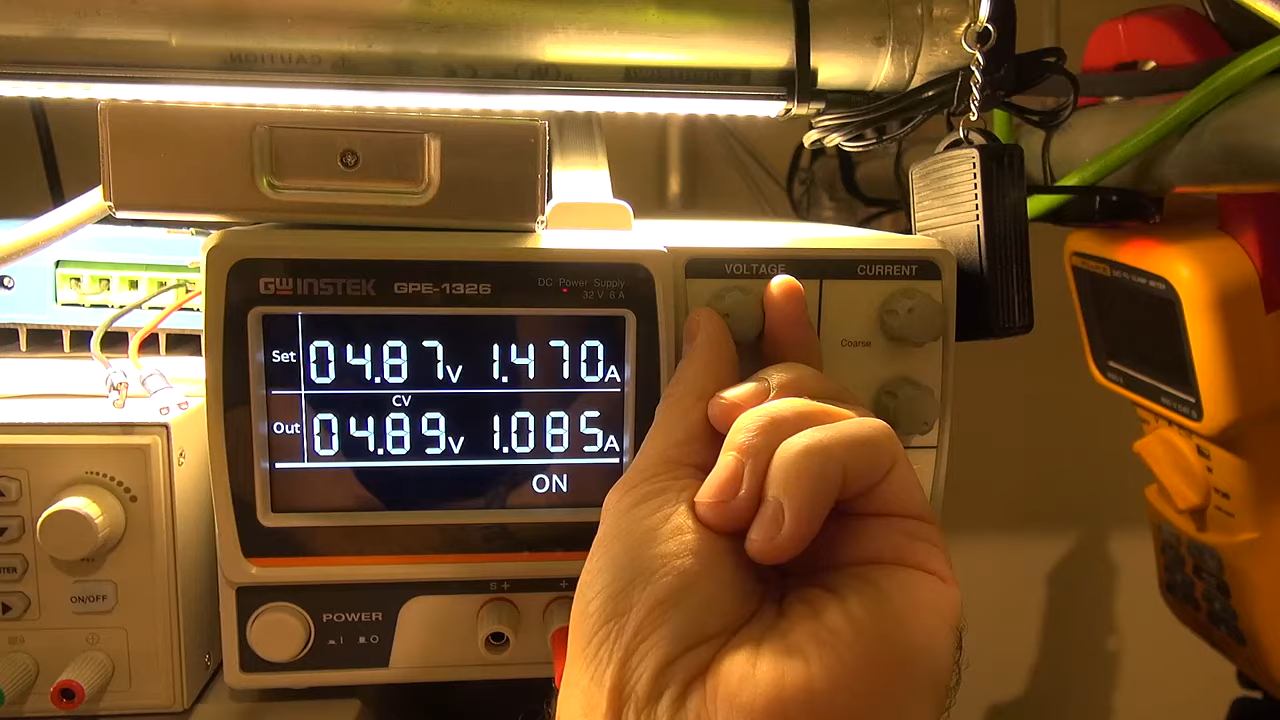 CAUTION
GW INSTEK GPE-1326
DC Power Supply
32 V 6 A
VOLTAGE
CURRENT
Coarse
Set 04.87V 1.470A
CV
Out 04.89V 1.085A
ON
POWER
S+ +
ON/OFF